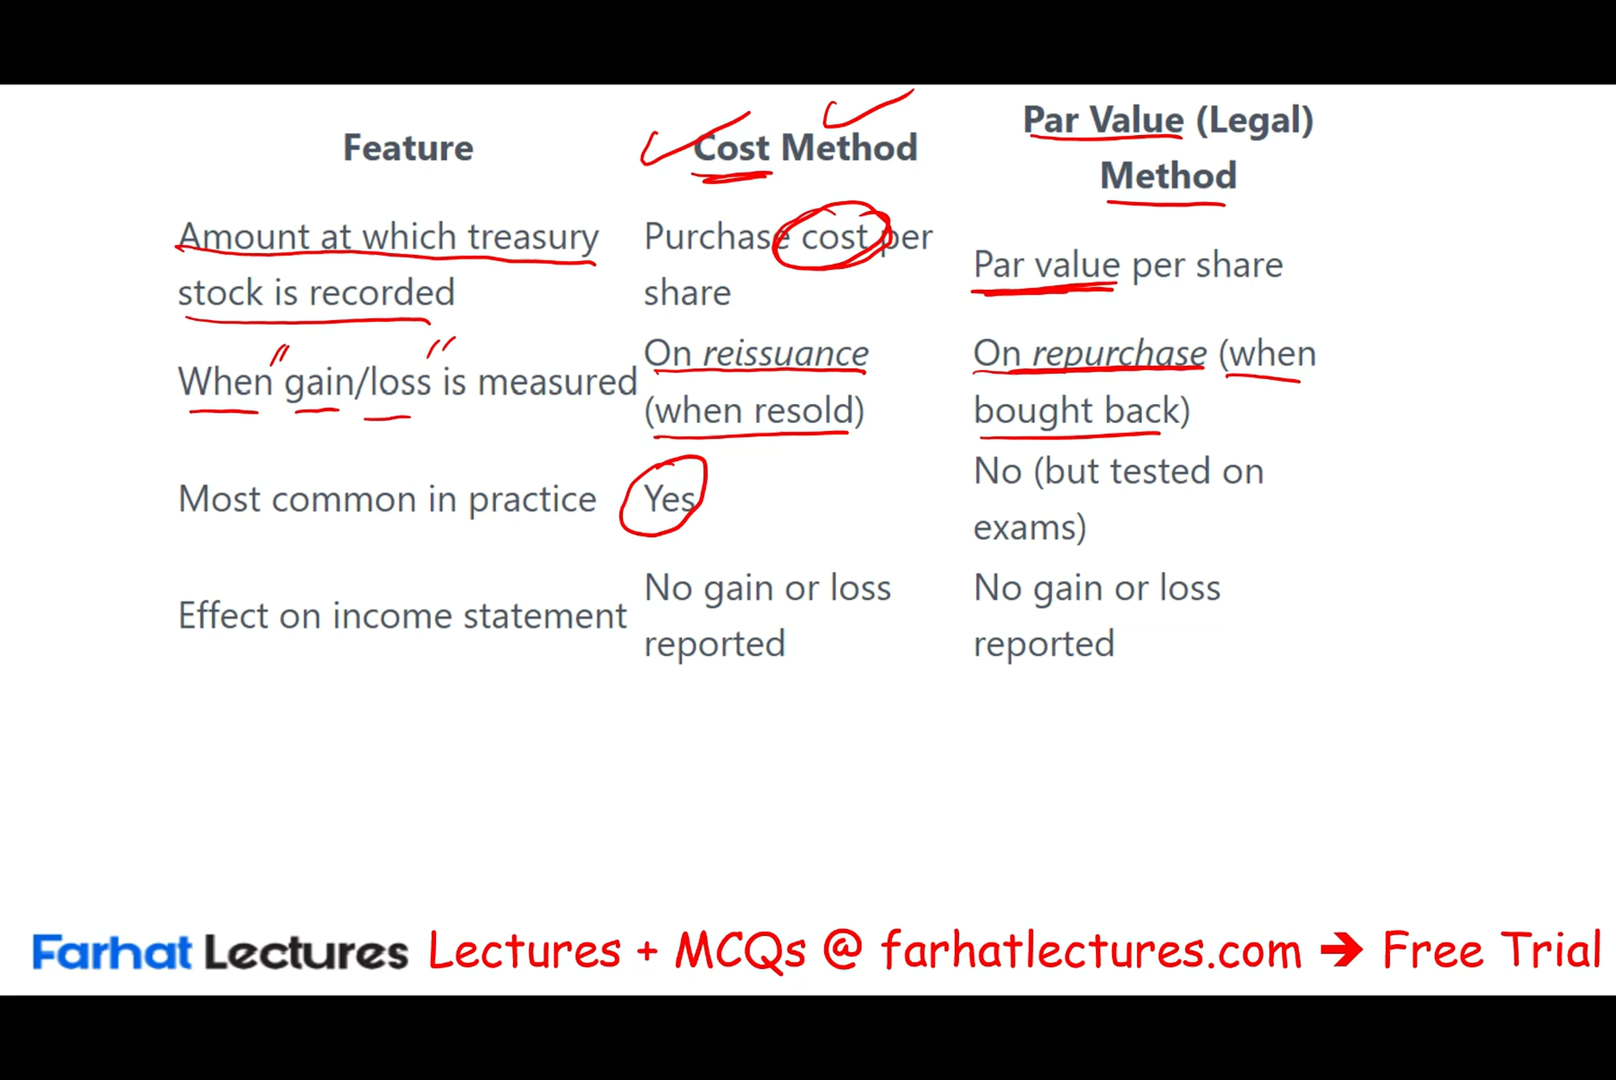 Feature
Cost Method
Par Value (Legal)
Method
Amount at which treasury
stock is recorded
Purchase cost per
share
Par value per share
When "gain/loss" is measured
On reissuance
(when resold)
On repurchase (when
bought back)
Most common in practice
Yes
No (but tested on
exams)
Effect on income statement
No gain or loss
reported
No gain or loss
reported
Farhat Lectures Lectures + MCQs @ farhatlectures.com → Free Trial